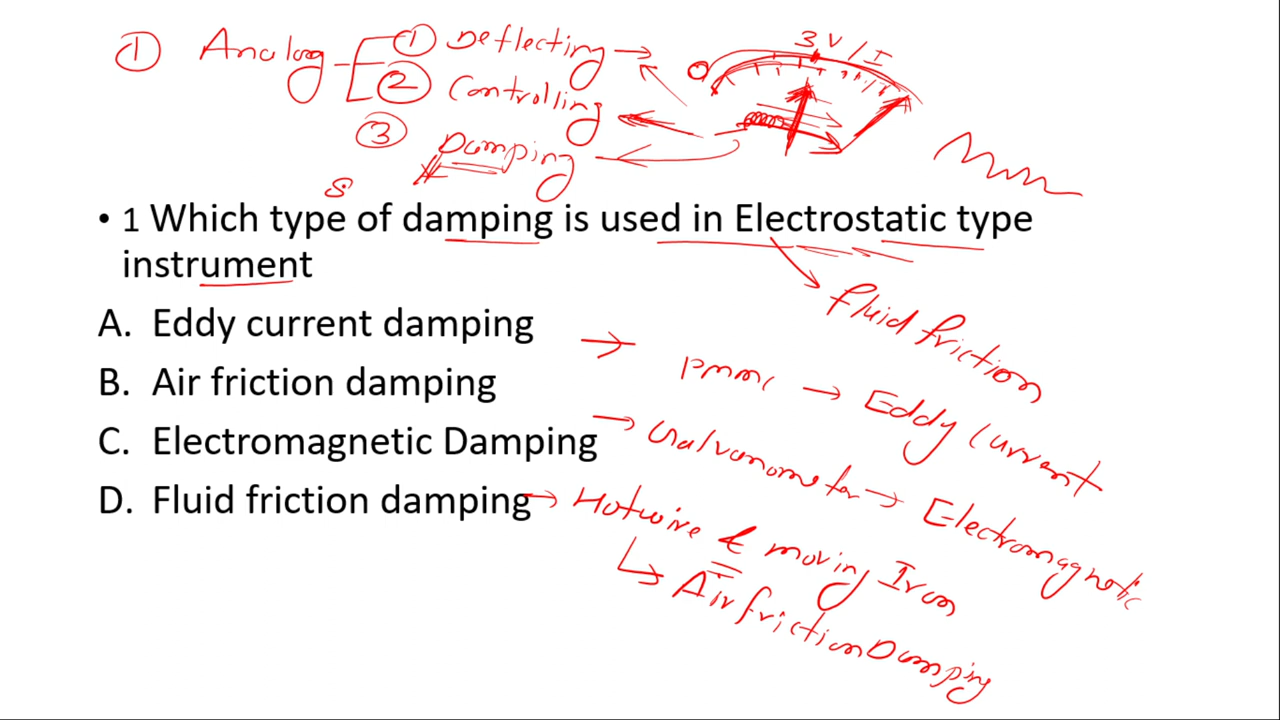 ① Analog
① Deflecting →
② Controlling
③ Damping
3 V/I
0
• 1 Which type of damping is used in Electrostatic type
instrument
→ fluid friction
A. Eddy current damping
B. Air friction damping
C. Electromagnetic Damping
D. Fluid friction damping
→ PMMC → Eddy Current
→ Galvanometer → Electromagnetic
→ Hotwire & moving Iron
↳ Air friction Damping